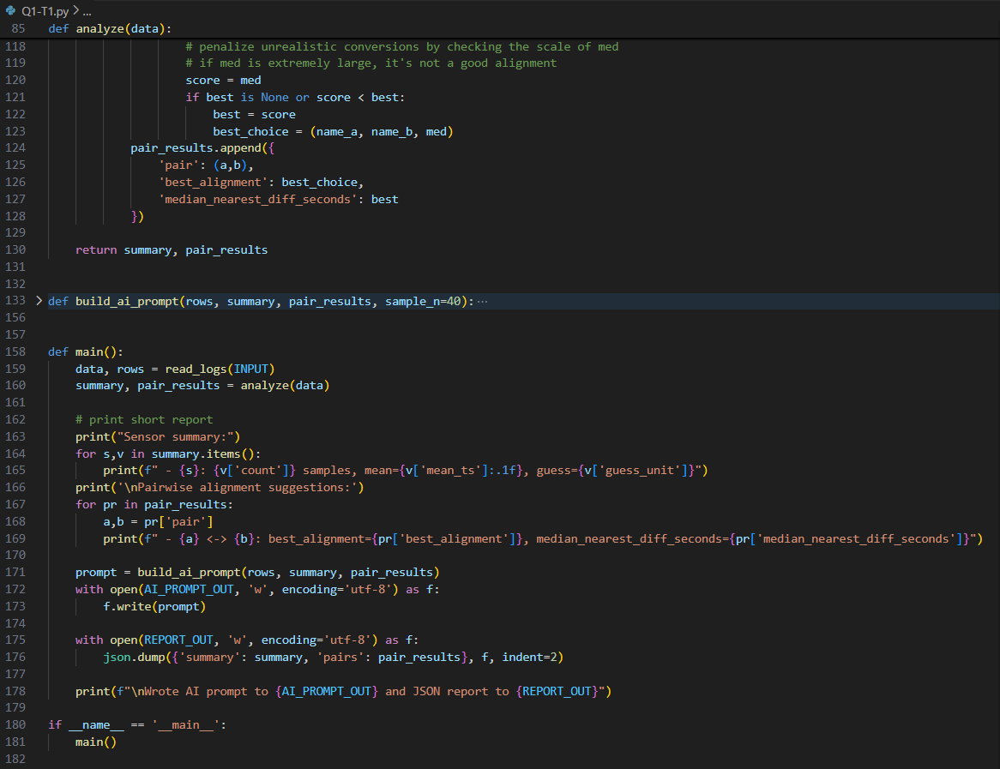 Q1-T1.py > ...
85 def analyze(data):
118 # penalize unrealistic conversions by checking the scale of med
119 # if med is extremely large, it's not a good alignment
120 score = med
121 if best is None or score < best:
122 best = score
123 best_choice = (name_a, name_b, med)
124 pair_results.append({
125 'pair': (a,b),
126 'best_alignment': best_choice,
127 'median_nearest_diff_seconds': best
128 })
129
130 return summary, pair_results
131
132
133 > def build_ai_prompt(rows, summary, pair_results, sample_n=40):...
156
157
158 def main():
159 data, rows = read_logs(INPUT)
160 summary, pair_results = analyze(data)
161
162 # print short report
163 print("Sensor summary:")
164 for s,v in summary.items():
165 print(f" - {s}: {v['count']} samples, mean={v['mean_ts']:.1f}, guess={v['guess_unit']}")
166 print('\nPairwise alignment suggestions:')
167 for pr in pair_results:
168 a,b = pr['pair']
169 print(f" - {a} <-> {b}: best_alignment={pr['best_alignment']}, median_nearest_diff_seconds={pr['median_nearest_diff_seconds']}")
170
171 prompt = build_ai_prompt(rows, summary, pair_results)
172 with open(AI_PROMPT_OUT, 'w', encoding='utf-8') as f:
173 f.write(prompt)
174
175 with open(REPORT_OUT, 'w', encoding='utf-8') as f:
176 json.dump({'summary': summary, 'pairs': pair_results}, f, indent=2)
177
178 print(f"\nWrote AI prompt to {AI_PROMPT_OUT} and JSON report to {REPORT_OUT}")
179
180 if __name__ == '__main__':
181 main()
182